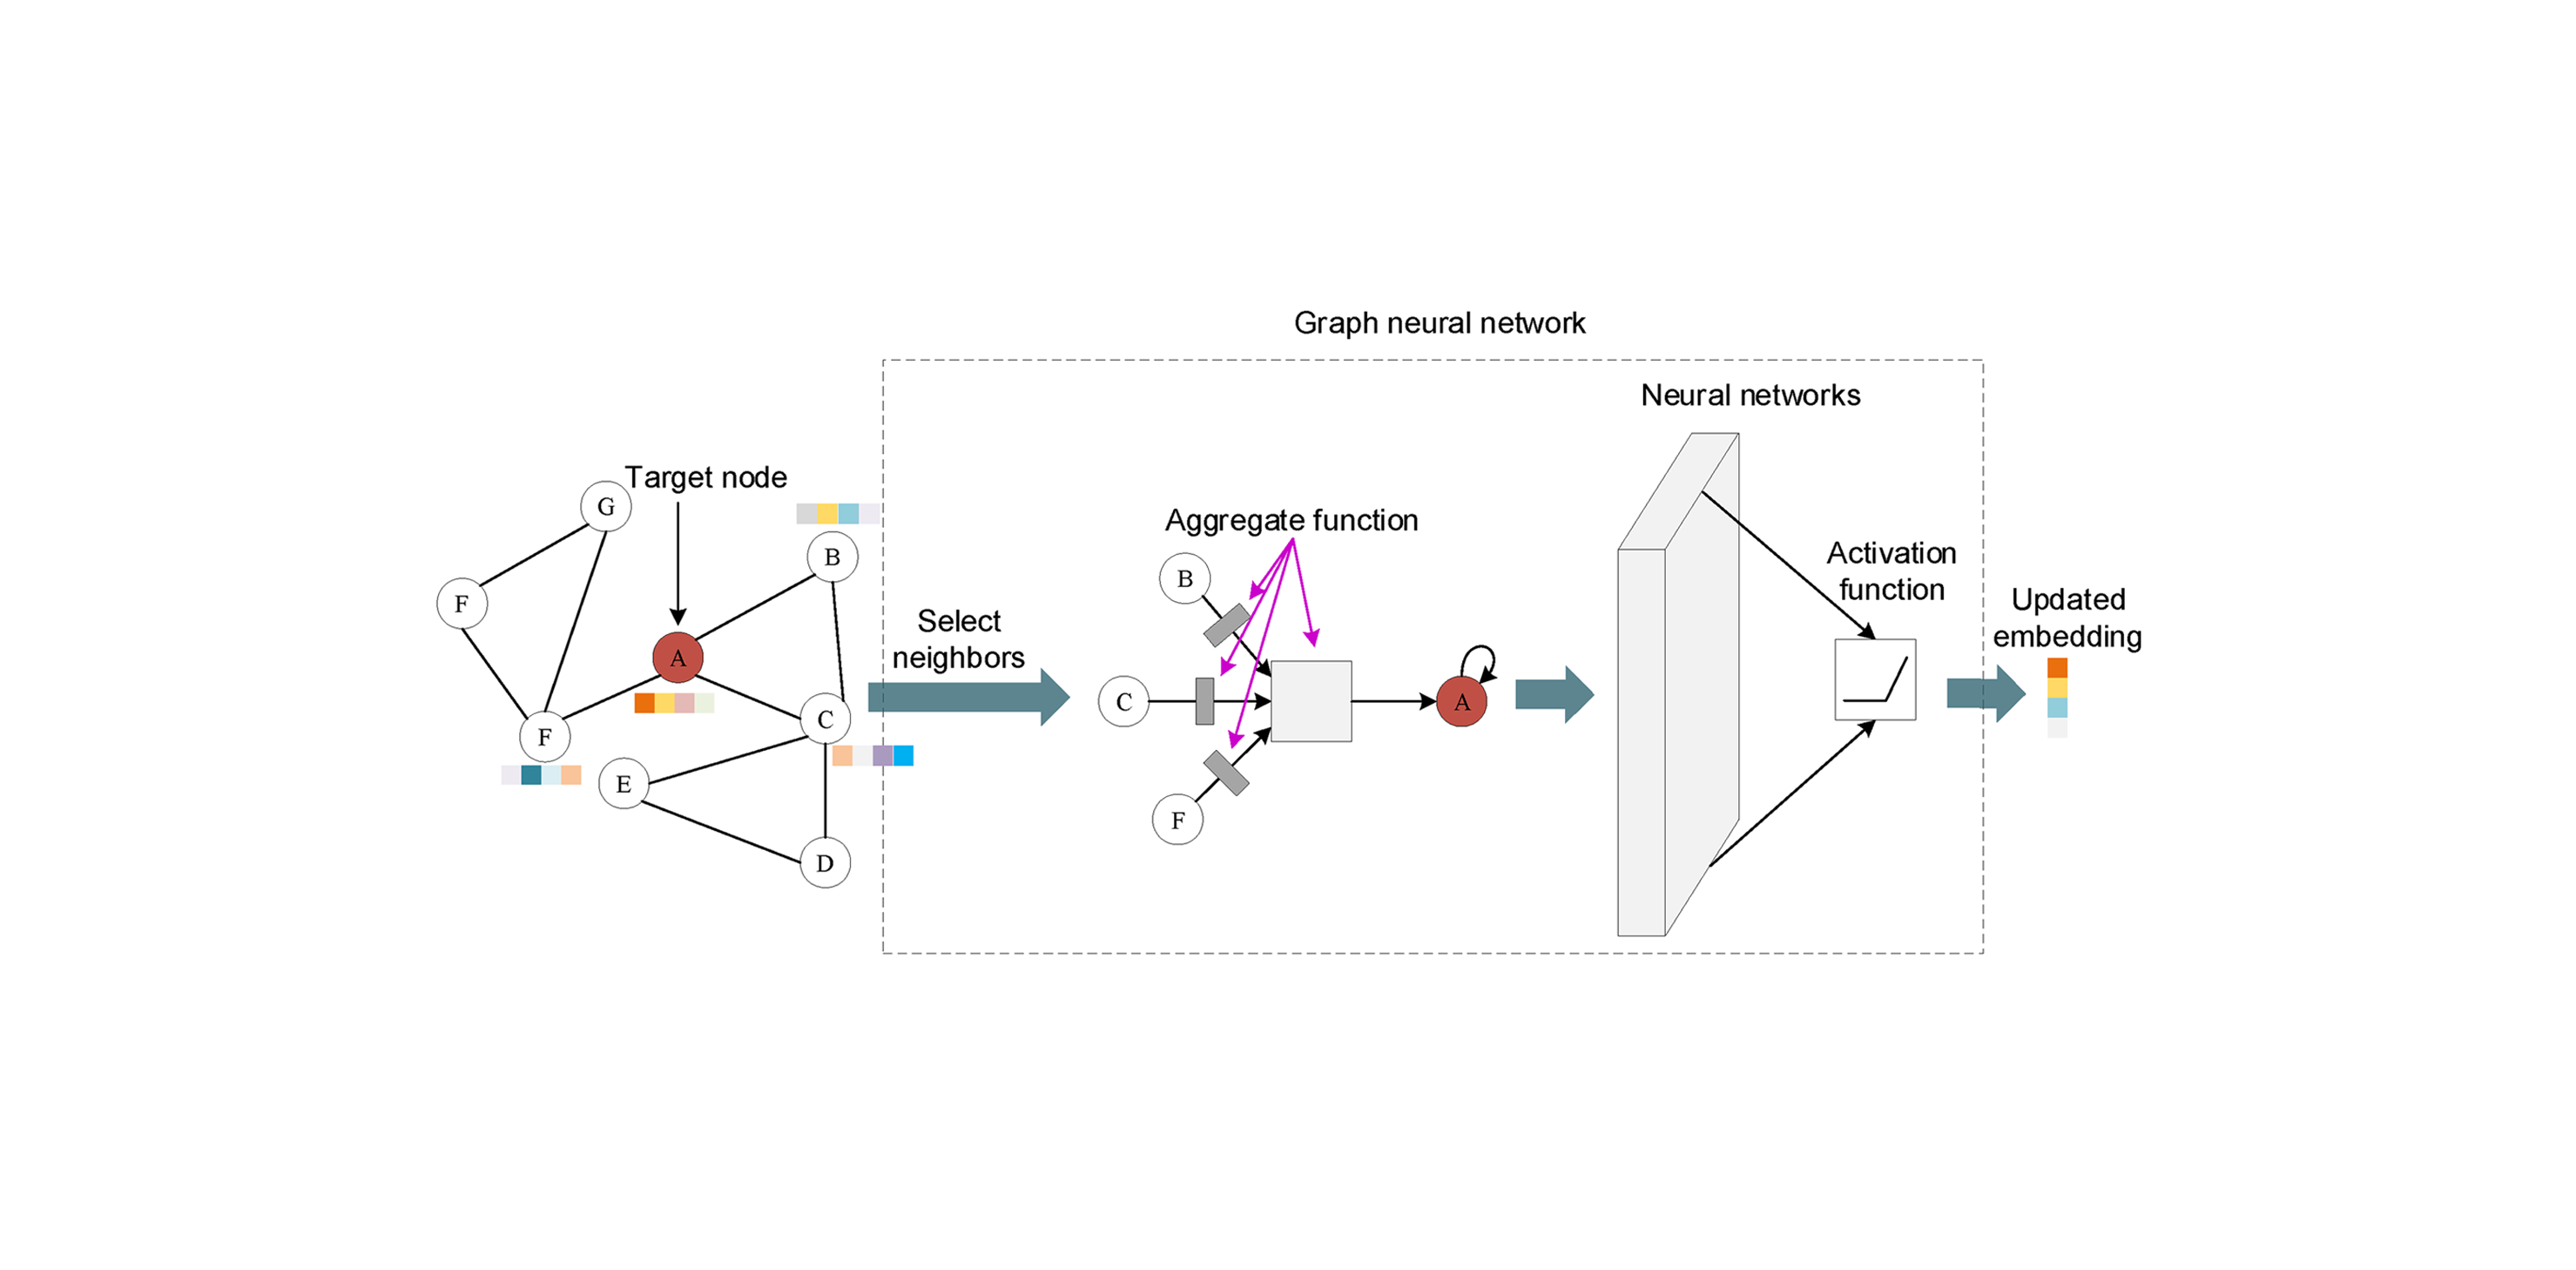 Graph neural network
Neural networks
Target node
G
B
F
A
C
F
E
D
Select
neighbors
Aggregate function
B
C
F
A
Activation
function
Updated
embedding